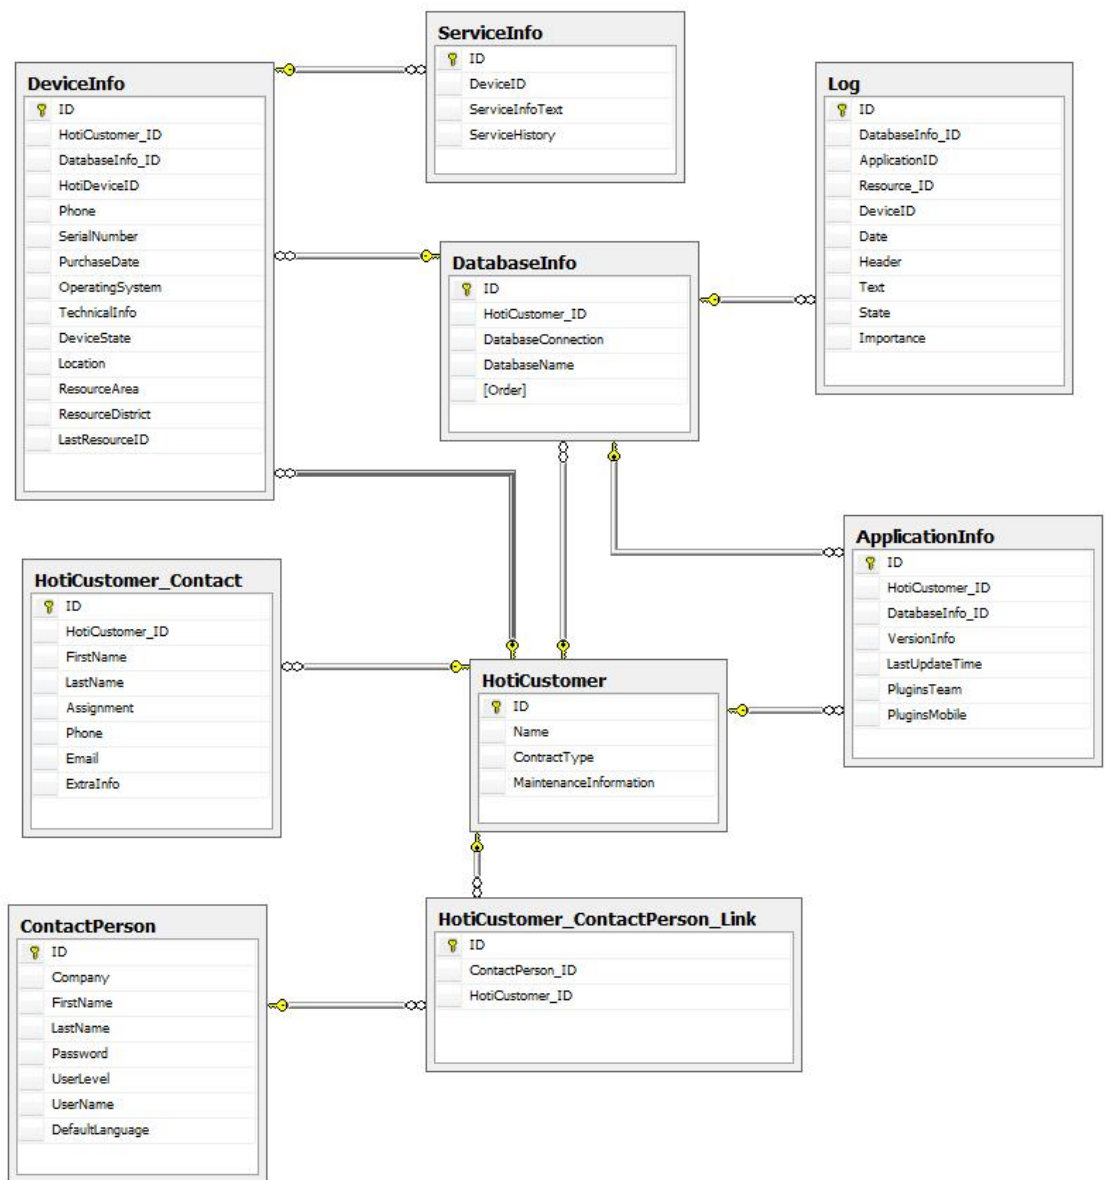 ServiceInfo
ID
DeviceID
ServiceInfoText
ServiceHistory
DeviceInfo
ID
HotiCustomer_ID
DatabaseInfo_ID
HotiDeviceID
Phone
SerialNumber
PurchaseDate
OperatingSystem
TechnicalInfo
DeviceState
Location
ResourceArea
ResourceDistrict
LastResourceID
Log
ID
DatabaseInfo_ID
ApplicationID
Resource_ID
DeviceID
Date
Header
Text
State
Importance
DatabaseInfo
ID
HotiCustomer_ID
DatabaseConnection
DatabaseName
[Order]
ApplicationInfo
ID
HotiCustomer_ID
DatabaseInfo_ID
VersionInfo
LastUpdateTime
PluginsTeam
PluginsMobile
HotiCustomer_Contact
ID
HotiCustomer_ID
FirstName
LastName
Assignment
Phone
Email
ExtraInfo
HotiCustomer
ID
Name
ContractType
MaintenanceInformation
ContactPerson
ID
Company
FirstName
LastName
Password
UserLevel
UserName
DefaultLanguage
HotiCustomer_ContactPerson_Link
ID
ContactPerson_ID
HotiCustomer_ID